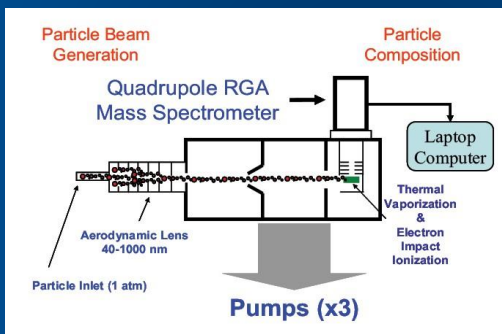 Particle Beam
Generation
Particle
Composition
Quadrupole RGA
Mass Spectrometer
Laptop
Computer
Thermal
Vaporization
&
Electron
Impact
Ionization
Aerodynamic Lens
40-1000 nm
Particle Inlet (1 atm)
Pumps (x3)